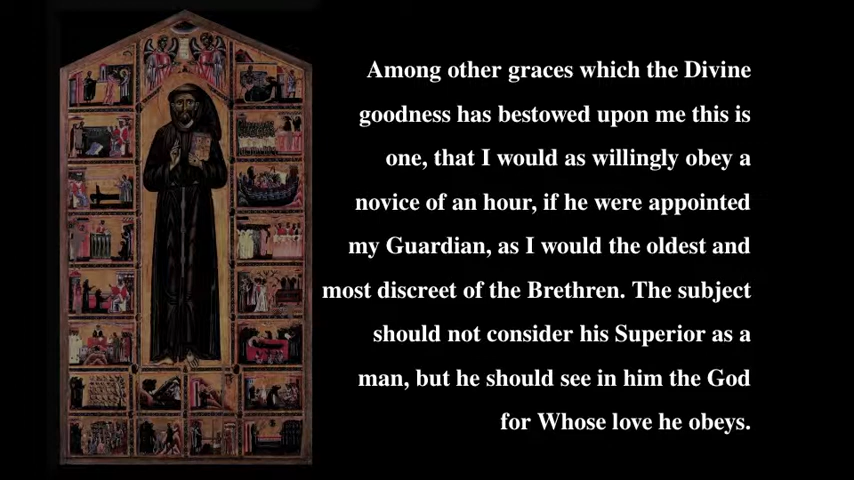 Among other graces which the Divine
goodness has bestowed upon me this is
one, that I would as willingly obey a
novice of an hour, if he were appointed
my Guardian, as I would the oldest and
most discreet of the Brethren. The subject
should not consider his Superior as a
man, but he should see in him the God
for Whose love he obeys.